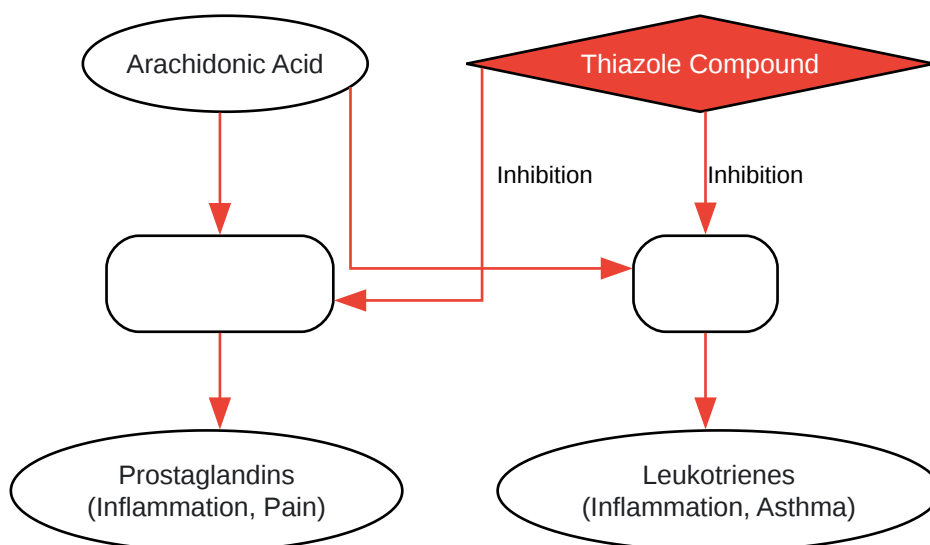 Arachidonic Acid
Thiazole Compound
Inhibition
Inhibition
Prostaglandins
(Inflammation, Pain)
Leukotrienes
(Inflammation, Asthma)